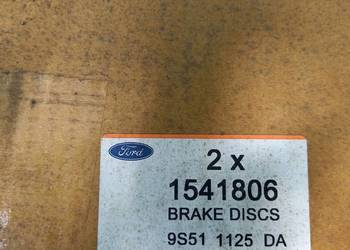 Ford
2 x
1541806
BRAKE DISCS
9S51 1125 DA